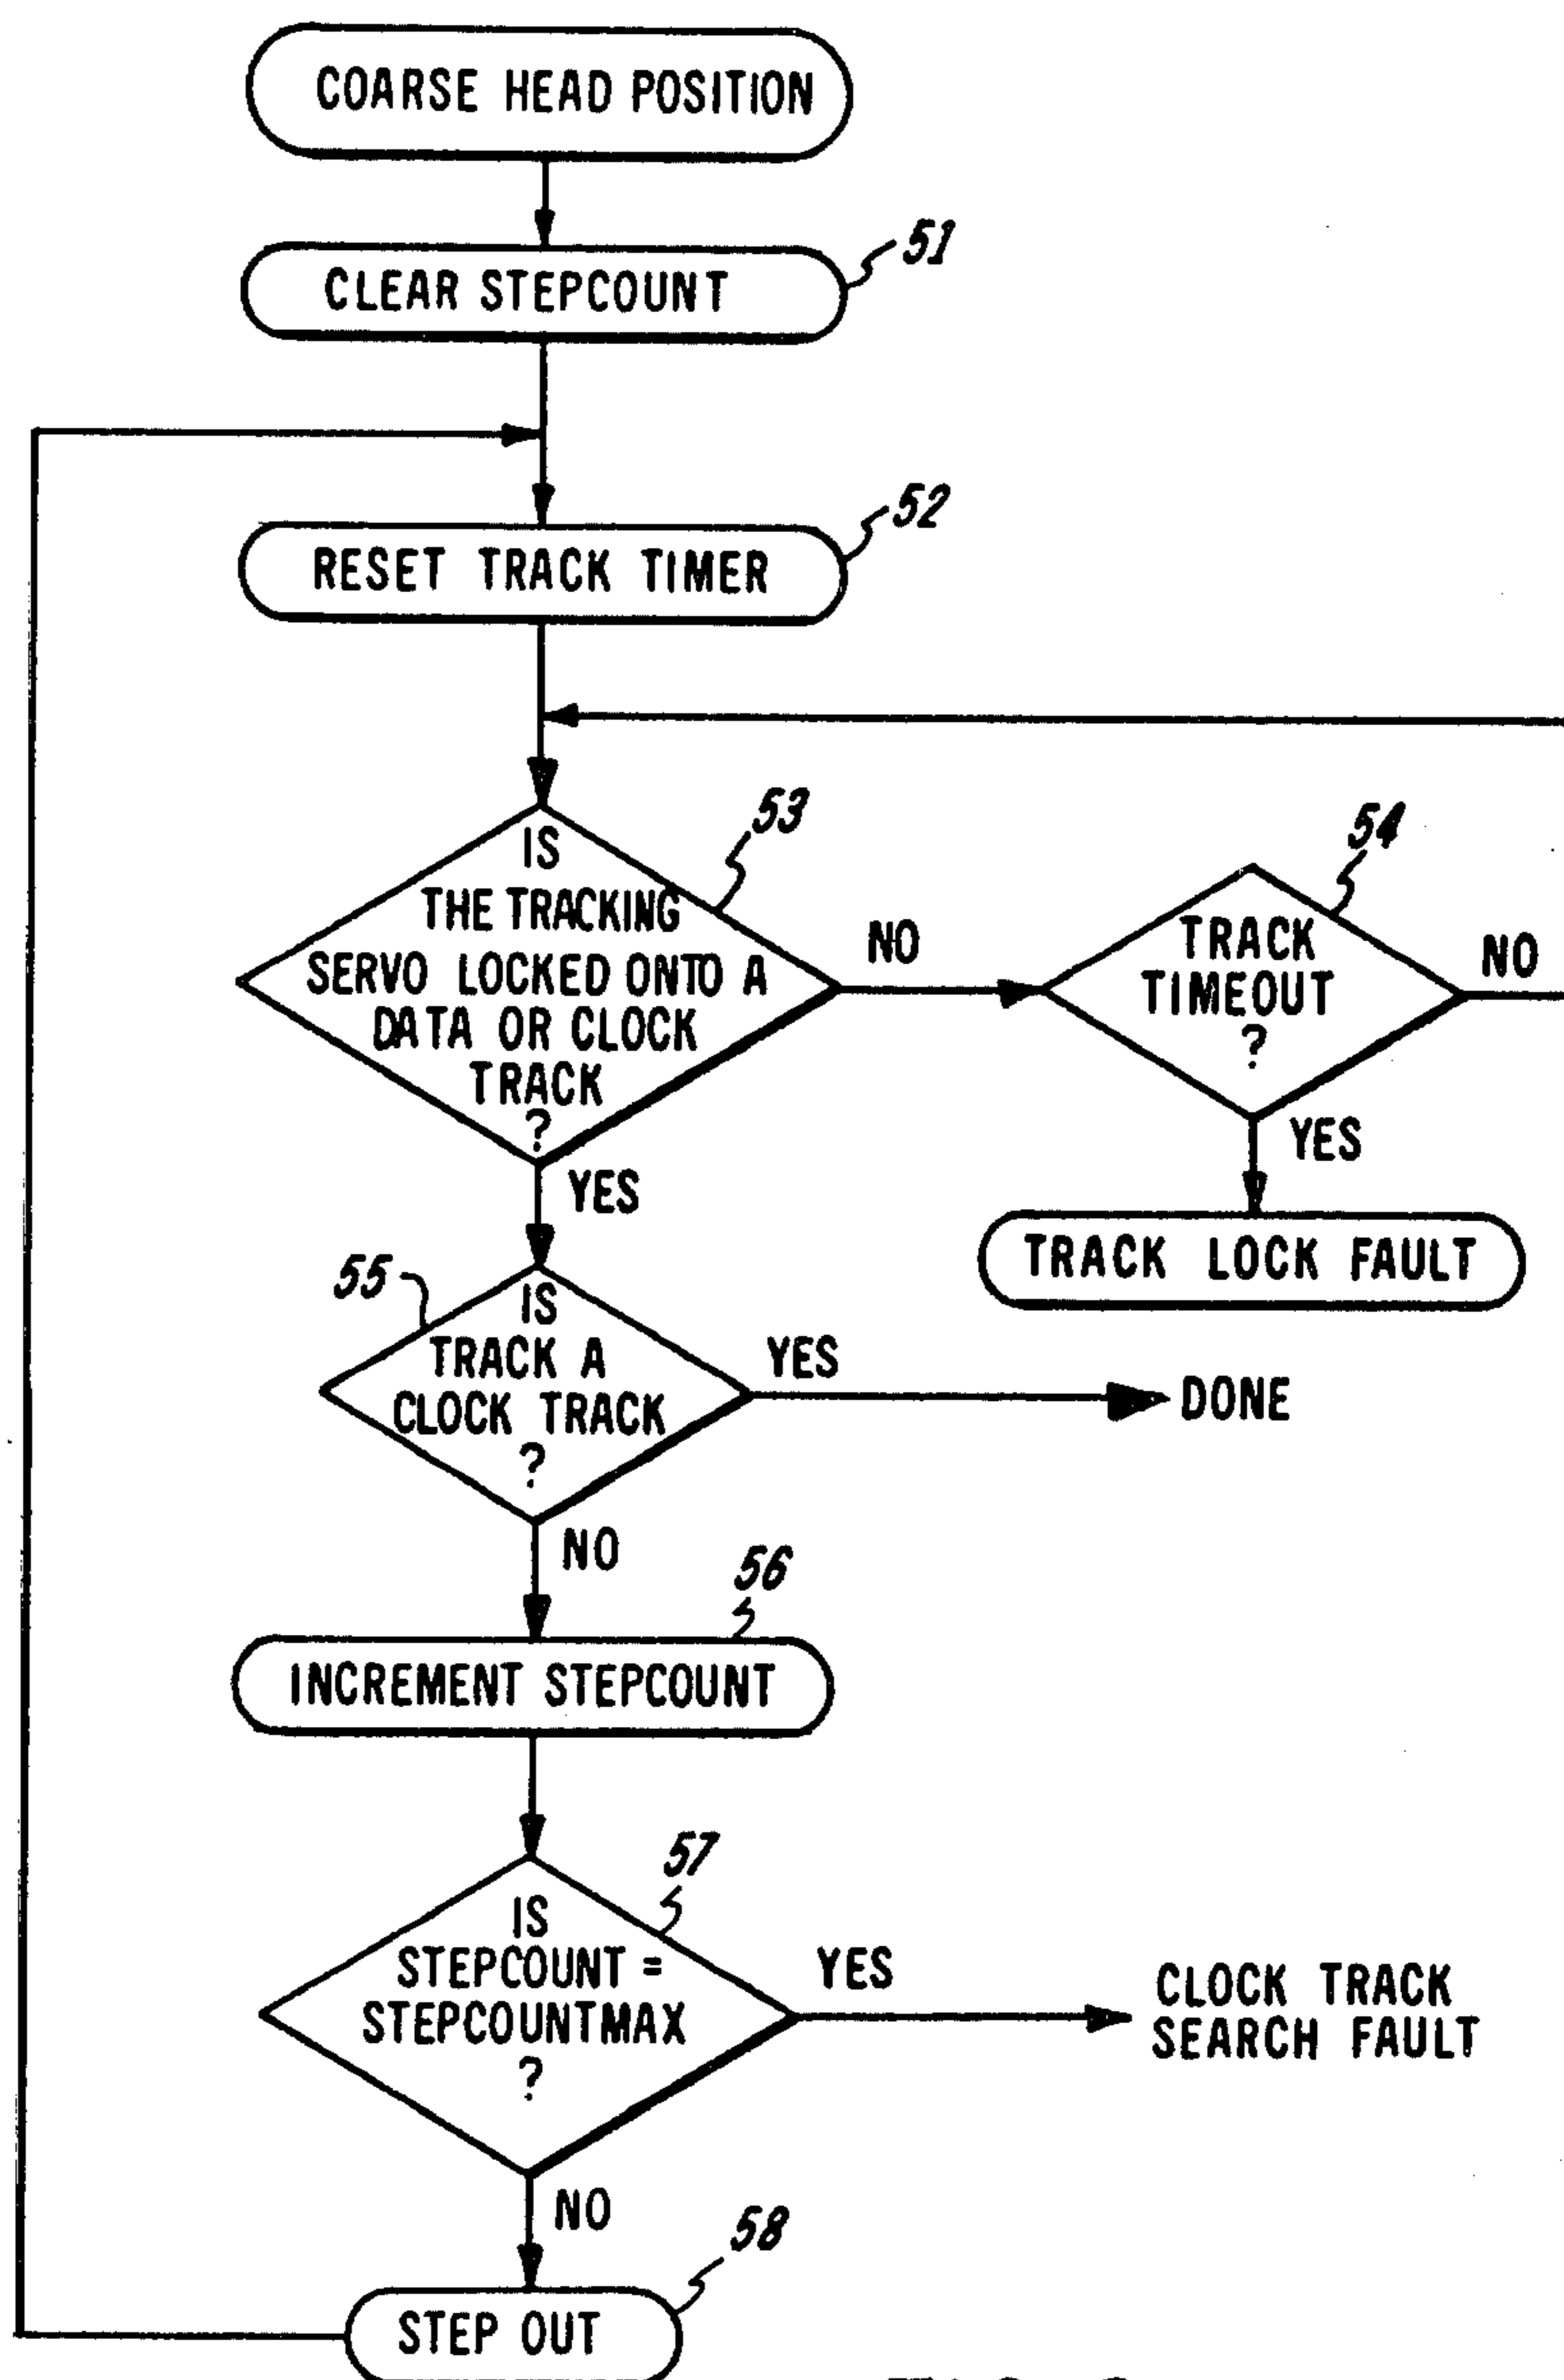 COARSE HEAD POSITION
CLEAR STEPCOUNT
51
RESET TRACK TIMER
52
IS
THE TRACKING
SERVO LOCKED ONTO A
DATA OR CLOCK
TRACK
?
53
NO
TRACK
TIMEOUT
?
54
NO
YES
YES
TRACK LOCK FAULT
55
IS
TRACK A
CLOCK TRACK
?
YES
DONE
NO
56
INCREMENT STEPCOUNT
57
IS
STEPCOUNT =
STEPCOUNTMAX
?
YES
CLOCK TRACK
SEARCH FAULT
NO
58
STEP OUT